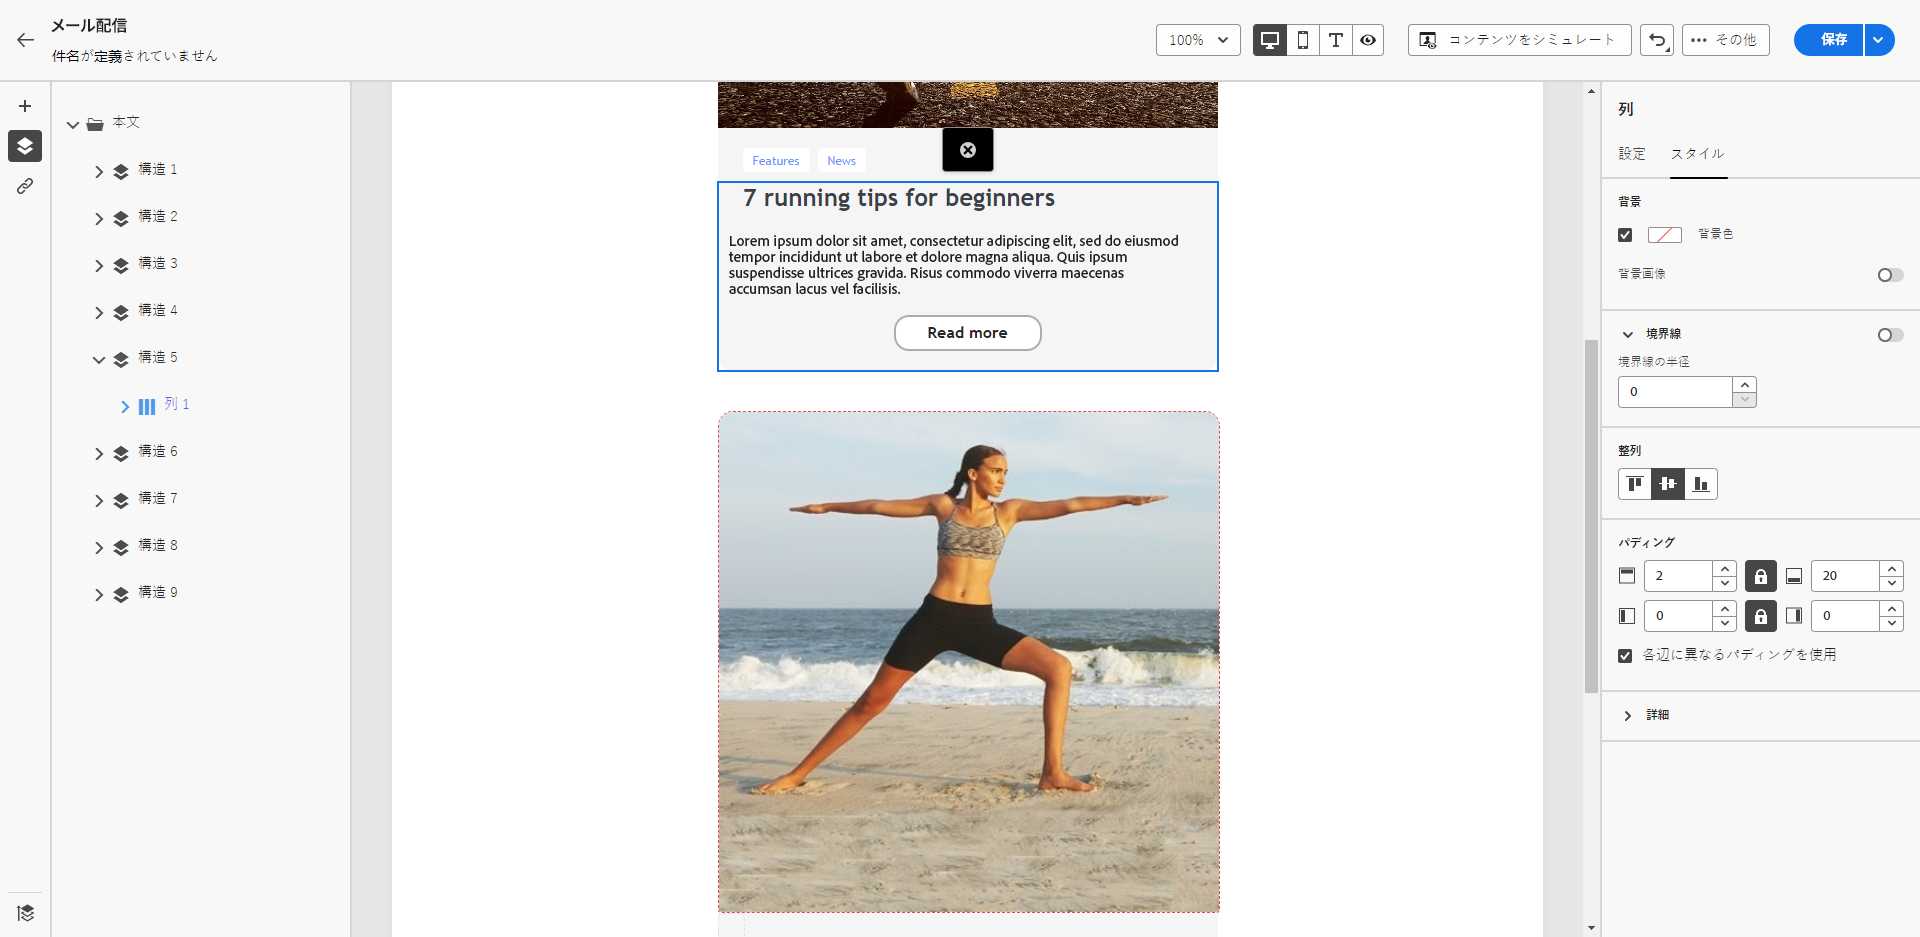 メール配信
件名が定義されていません
100%
コンテンツをシミュレート
その他
保存
本文
構造 1
構造 2
構造 3
構造 4
構造 5
列 1
構造 6
構造 7
構造 8
構造 9
Features
News
7 running tips for beginners
Lorem ipsum dolor sit amet, consectetur adipiscing elit, sed do eiusmod
tempor incididunt ut labore et dolore magna aliqua. Quis ipsum
suspendisse ultrices gravida. Risus commodo viverra maecenas
accumsan lacus vel facilisis.
Read more
列
設定
スタイル
背景
背景色
背景画像
境界線
境界線の半径
0
整列
パディング
2
20
0
0
各辺に異なるパディングを使用
詳細